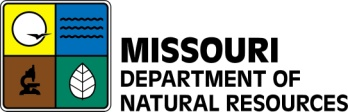 MISSOURI
DEPARTMENT OF
NATURAL RESOURCES